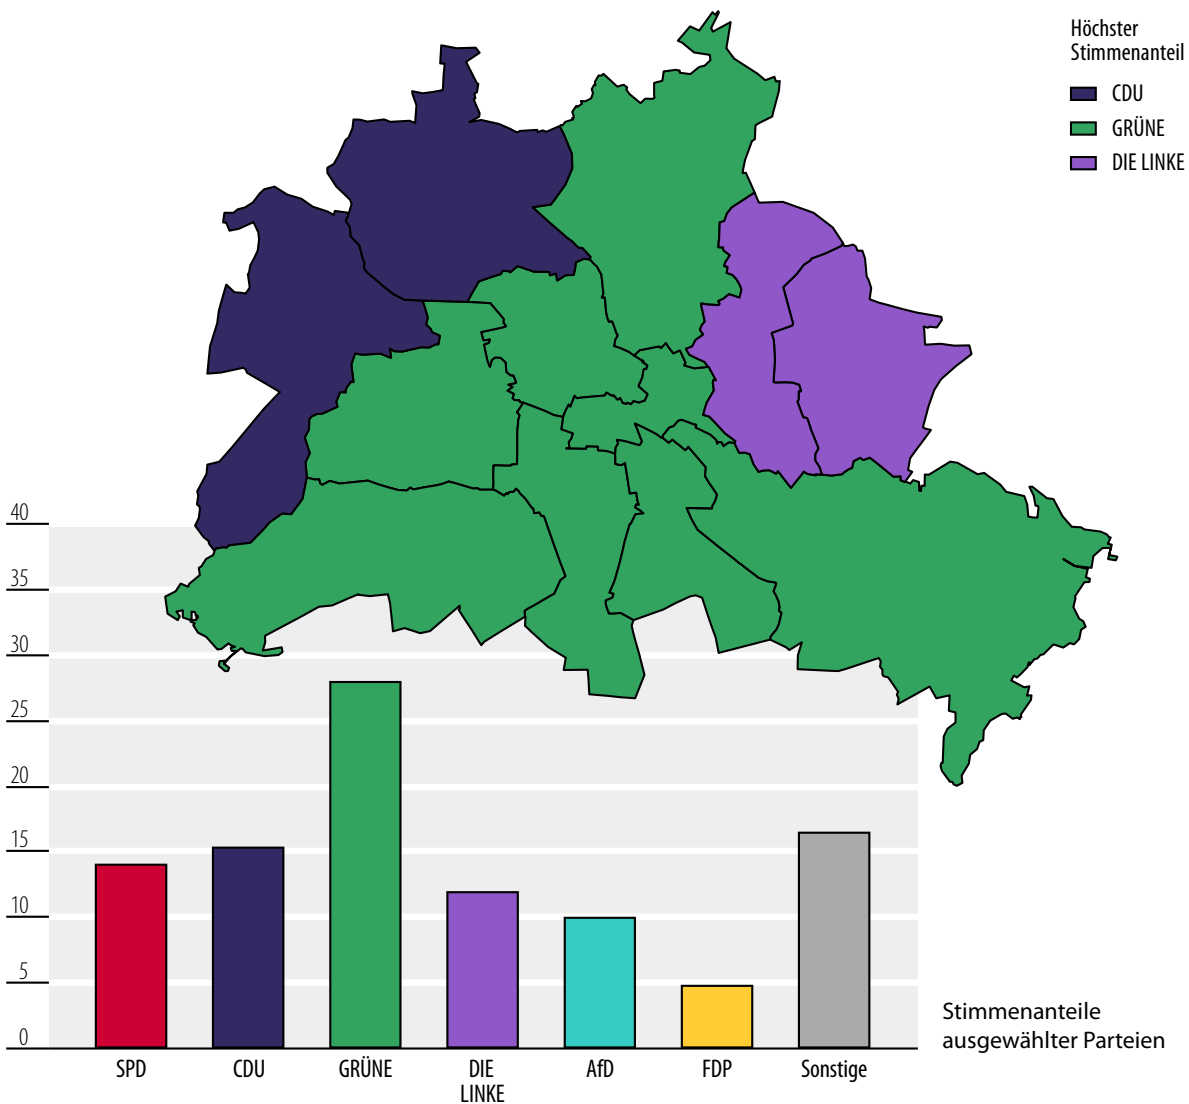 Höchster
Stimmenanteil
CDU
GRÜNE
DIE LINKE
40
35
30
25
20
15
10
5
0
SPD
CDU
GRÜNE
DIE
LINKE
AfD
FDP
Sonstige
Stimmenanteile
ausgewählter Parteien